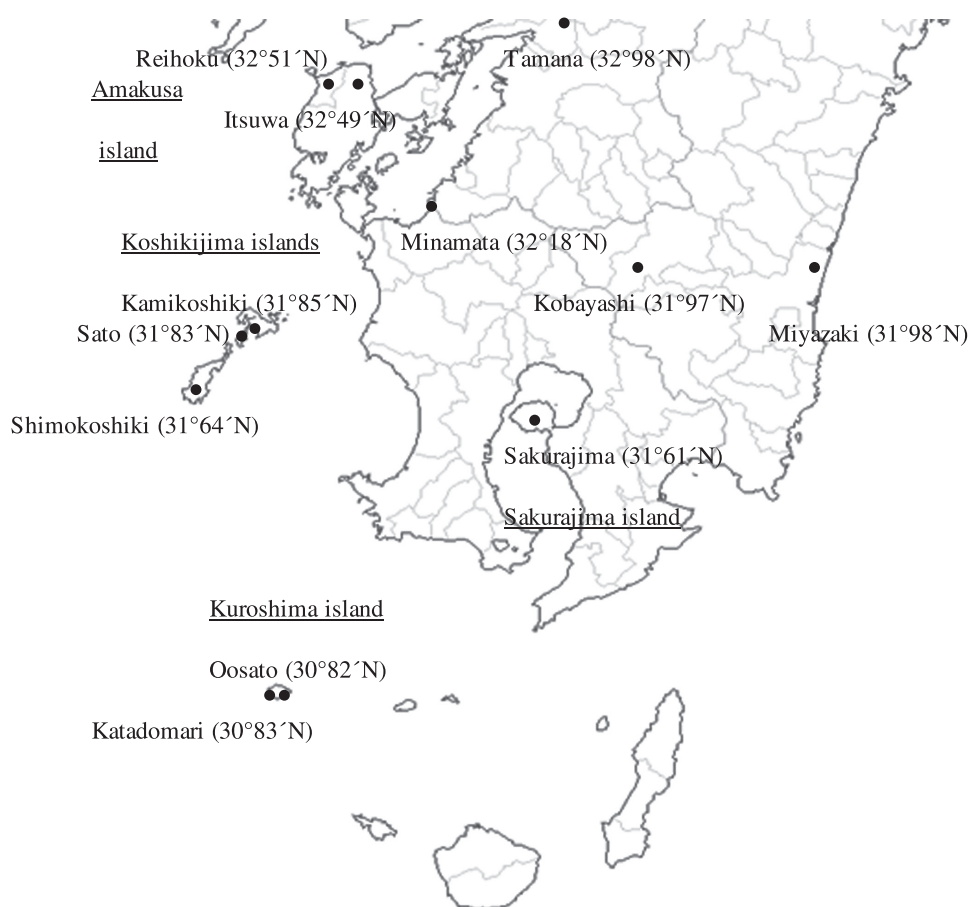 Reihoku (32°51´N)
Tamana (32°98´N)
Amakusa
Itsuwa (32°49´N)
island
Koshikijima islands
Minamata (32°18´N)
Kamikoshiki (31°85´N)
Kobayashi (31°97´N)
Sato (31°83´N)
Miyazaki (31°98´N)
Shimokoshiki (31°64´N)
Sakurajima (31°61´N)
Sakurajima island
Kuroshima island
Oosato (30°82´N)
Katadomari (30°83´N)